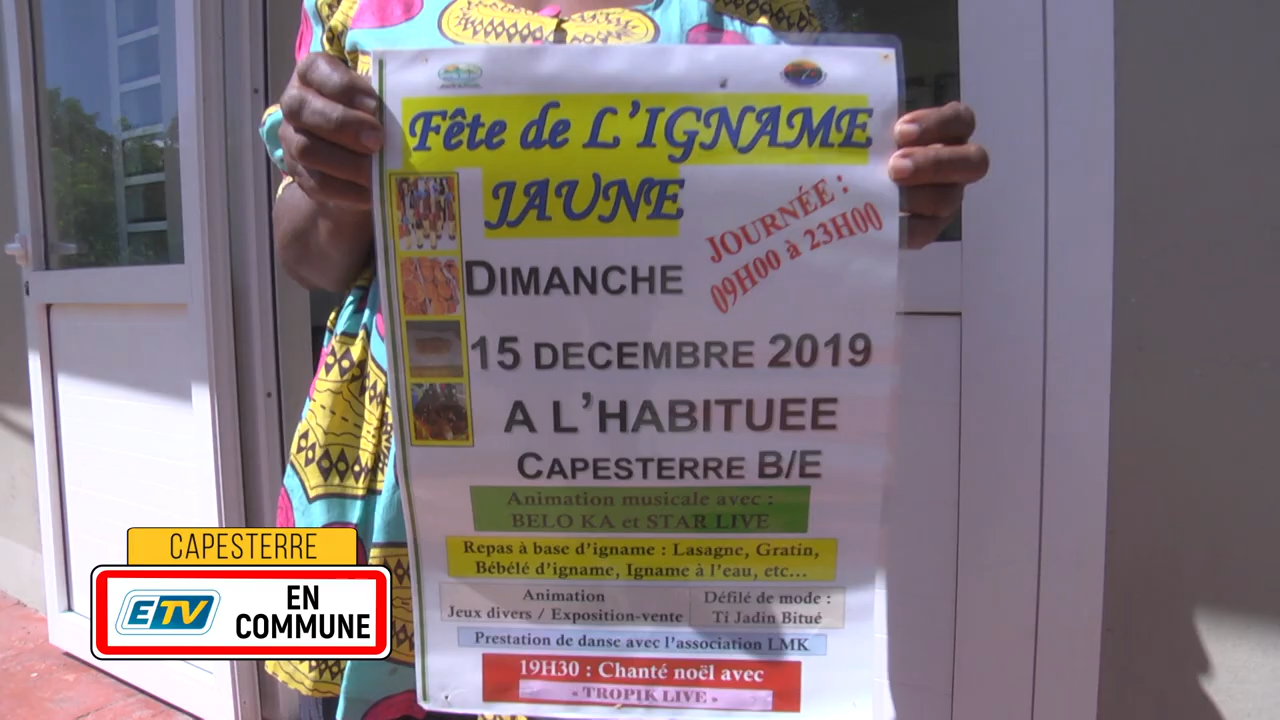 Fête de L'IGNAME
JAUNE
JOURNÉE :
09H00 à 23H00
DIMANCHE
15 DECEMBRE 2019
A L'HABITUEE
CAPESTERRE B/E
Animation musicale avec :
BELO KA et STAR LIVE
Repas à base d'igname : Lasagne, Gratin,
Bébélé d'igname, Igname à l'eau, etc...
Animation
Jeux divers / Exposition-vente
Défilé de mode :
Ti Jadin Bitué
Prestation de danse avec l'association LMK
19H30 : Chanté noël avec
« TROPIK LIVE »
CAPESTERRE
ETV
EN
COMMUNE